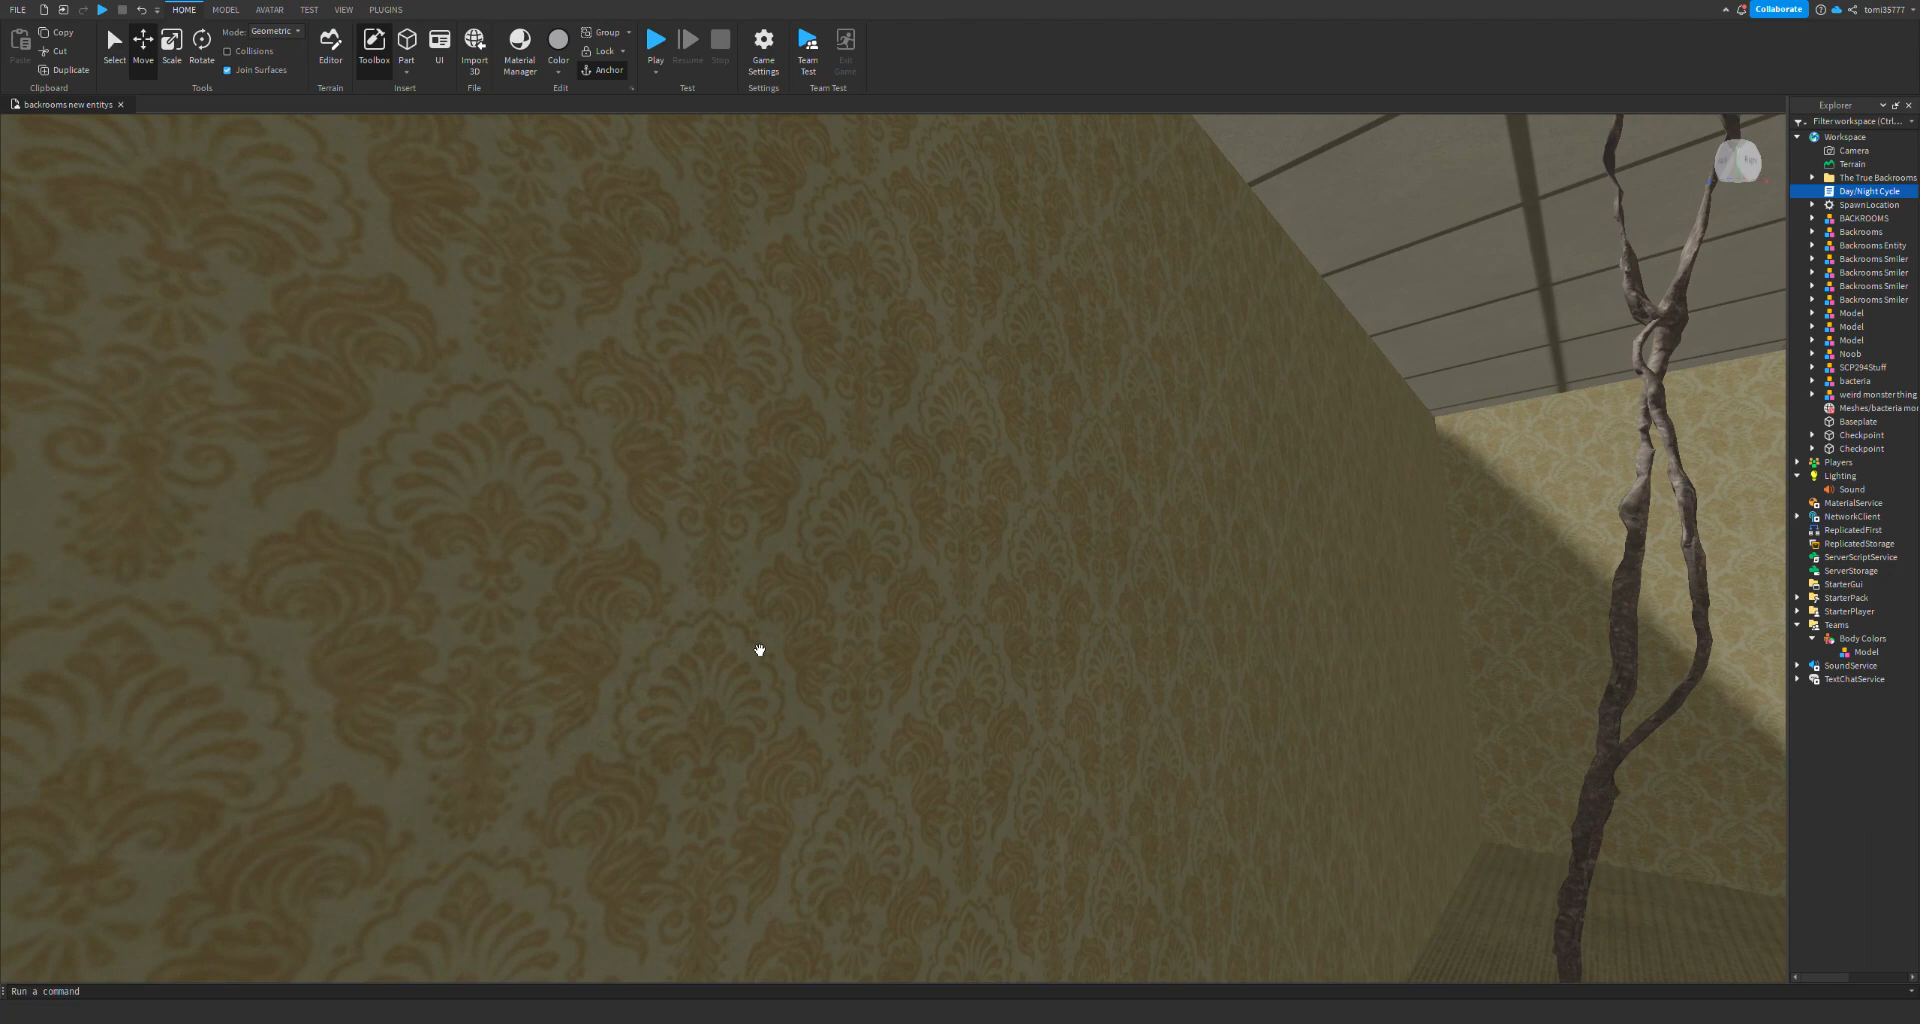 FILE HOME MODEL AVATAR TEST VIEW PLUGINS Collaborate tomi35777
Paste Copy Cut Duplicate Clipboard
Select Move Scale Rotate Mode: Geometric Collisions Join Surfaces Tools
Editor Terrain
Toolbox Part UI Insert
Import 3D File
Material Manager Color Group Lock Anchor Edit
Play Resume Stop Test
Game Settings Settings
Team Test Exit Game Team Test
backrooms new entitys
Explorer
Filter workspace (Ctrl...
Workspace
Camera
Terrain
The True Backrooms
Day/Night Cycle
SpawnLocation
BACKROOMS
Backrooms
Backrooms Entity
Backrooms Smiler
Backrooms Smiler
Backrooms Smiler
Backrooms Smiler
Model
Model
Model
Noob
SCP294Stuff
bacteria
weird monster thing
Meshes/bacteria mor
Baseplate
Checkpoint
Checkpoint
Players
Lighting
Sound
MaterialService
NetworkClient
ReplicatedFirst
ReplicatedStorage
ServerScriptService
ServerStorage
StarterGui
StarterPack
StarterPlayer
Teams
Body Colors
Model
SoundService
TextChatService
Run a command